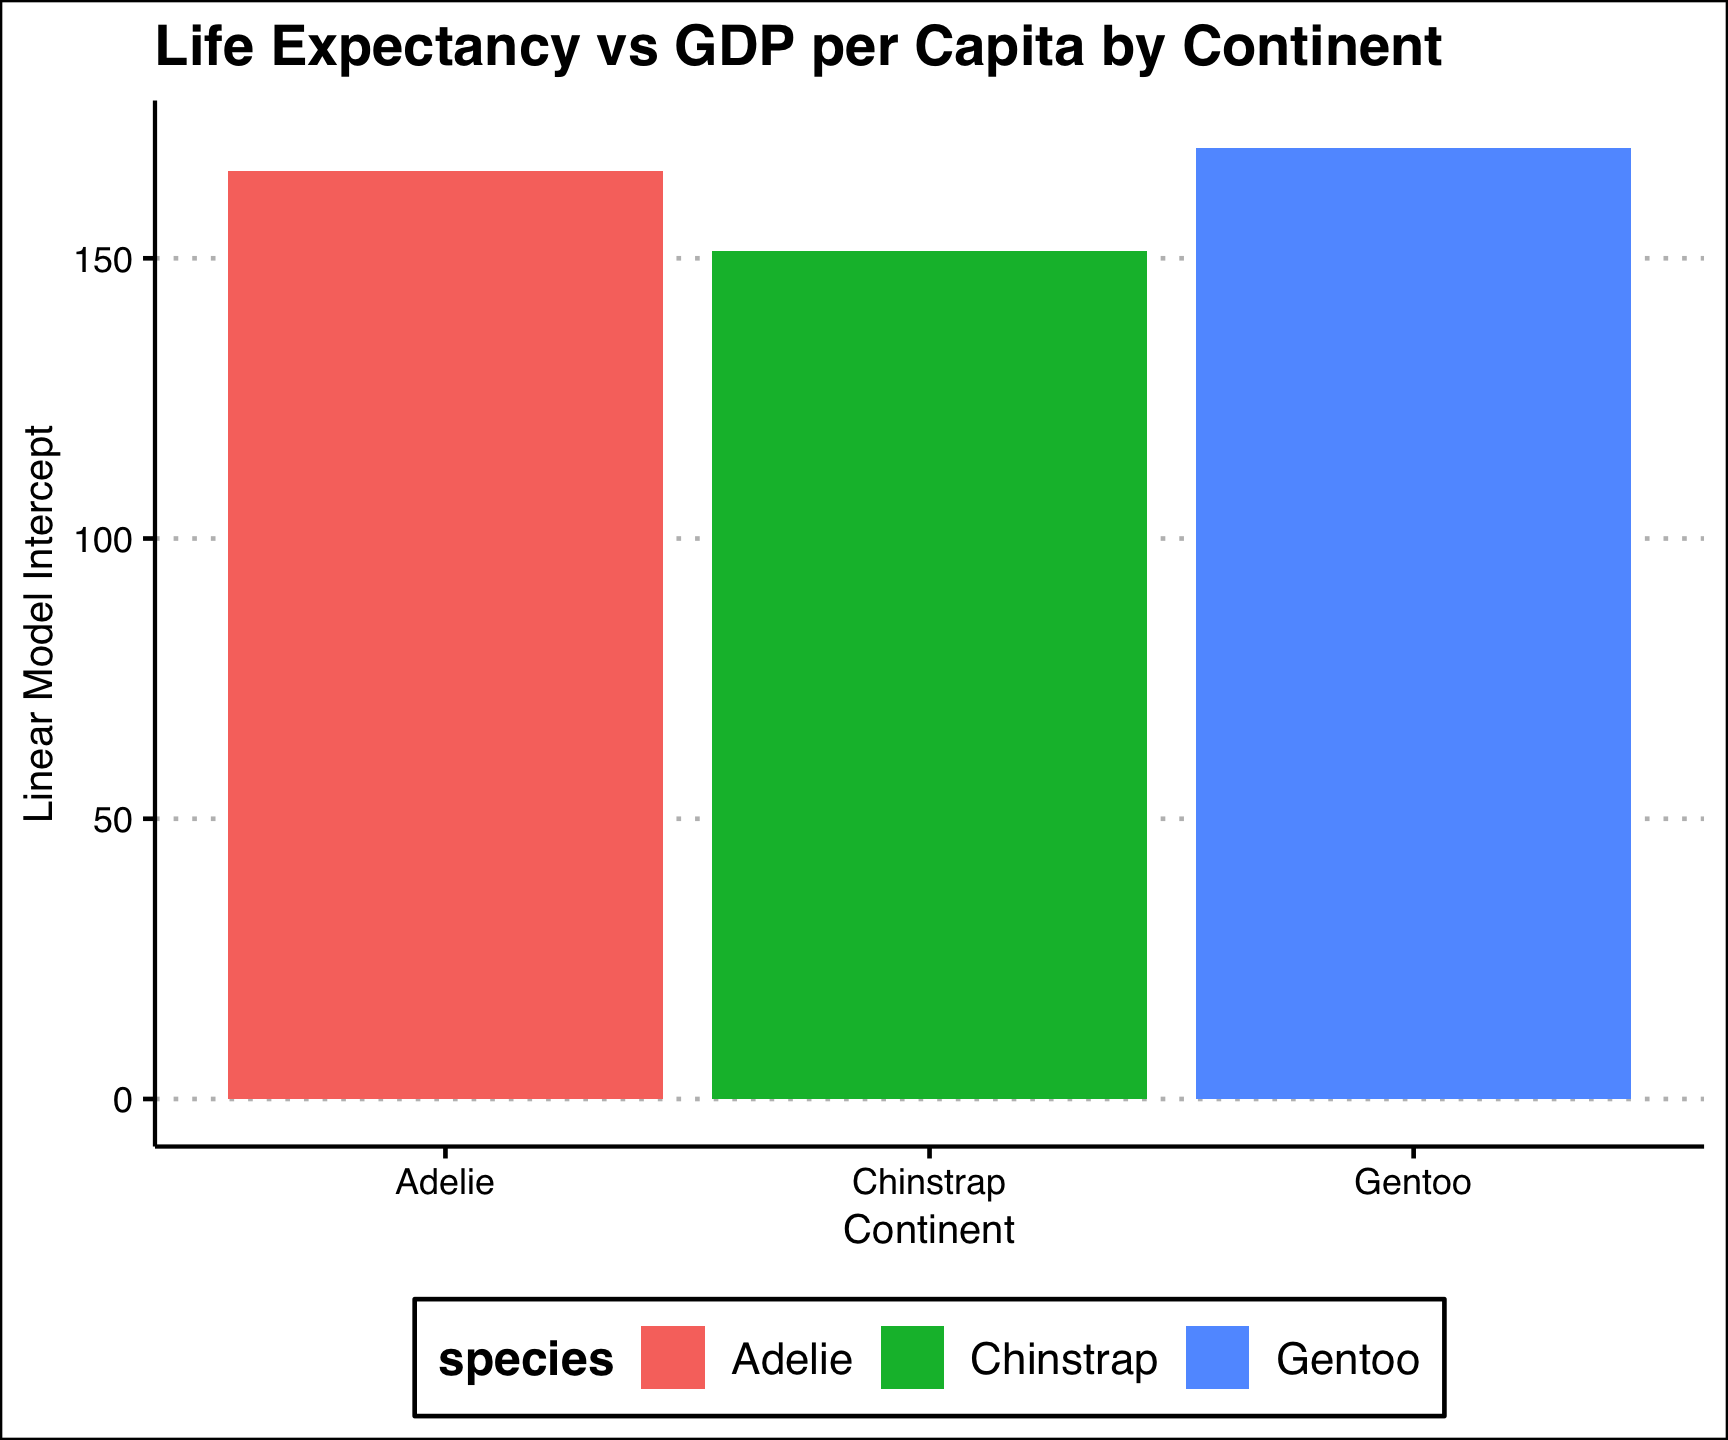 Life Expectancy vs GDP per Capita by Continent
Linear Model Intercept
150
100
50
0
Adelie Chinstrap Gentoo
Continent
species Adelie Chinstrap Gentoo